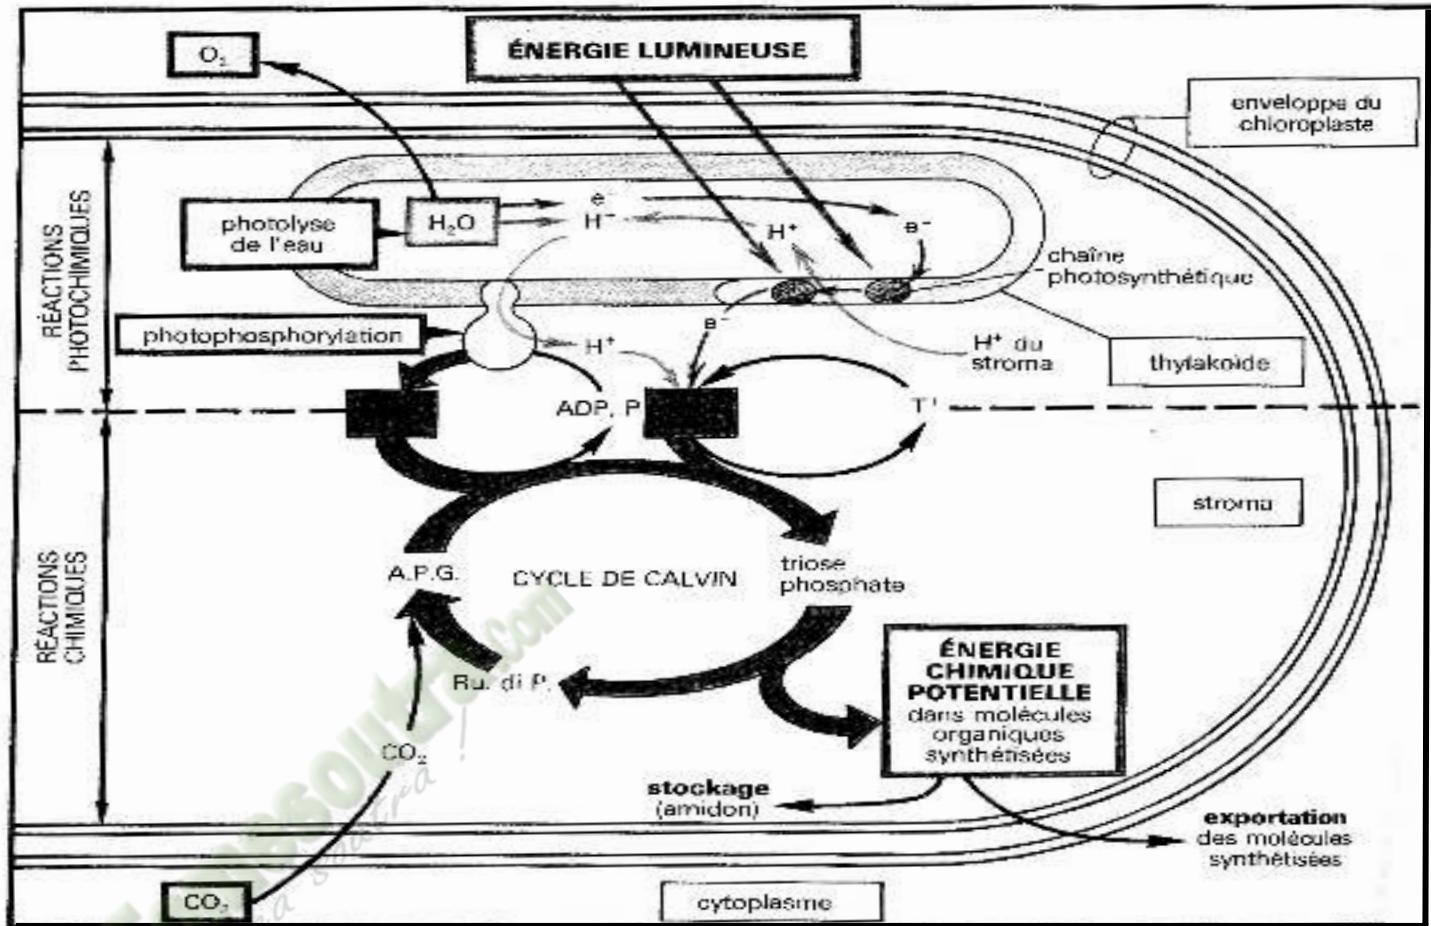 O₂
ÉNERGIE LUMINEUSE
enveloppe du
chloroplaste
RÉACTIONS
PHOTOCHIMIQUES
photolyse
de l'eau
H₂O
e⁻
H⁻
H⁺
e⁻
chaîne
photosynthétique
photophosphorylation
H⁺
e⁻
H⁺ du
stroma
thylakoïde
ADP, P
stroma
RÉACTIONS
CHIMIQUES
A.P.G.
CYCLE DE CALVIN
triose
phosphate
Ru. di P.
ÉNERGIE
CHIMIQUE
POTENTIELLE
dans molécules
organiques
synthétisées
CO₂
stockage
(amidon)
exportation
des molécules
synthétisées
CO₂
cytoplasme